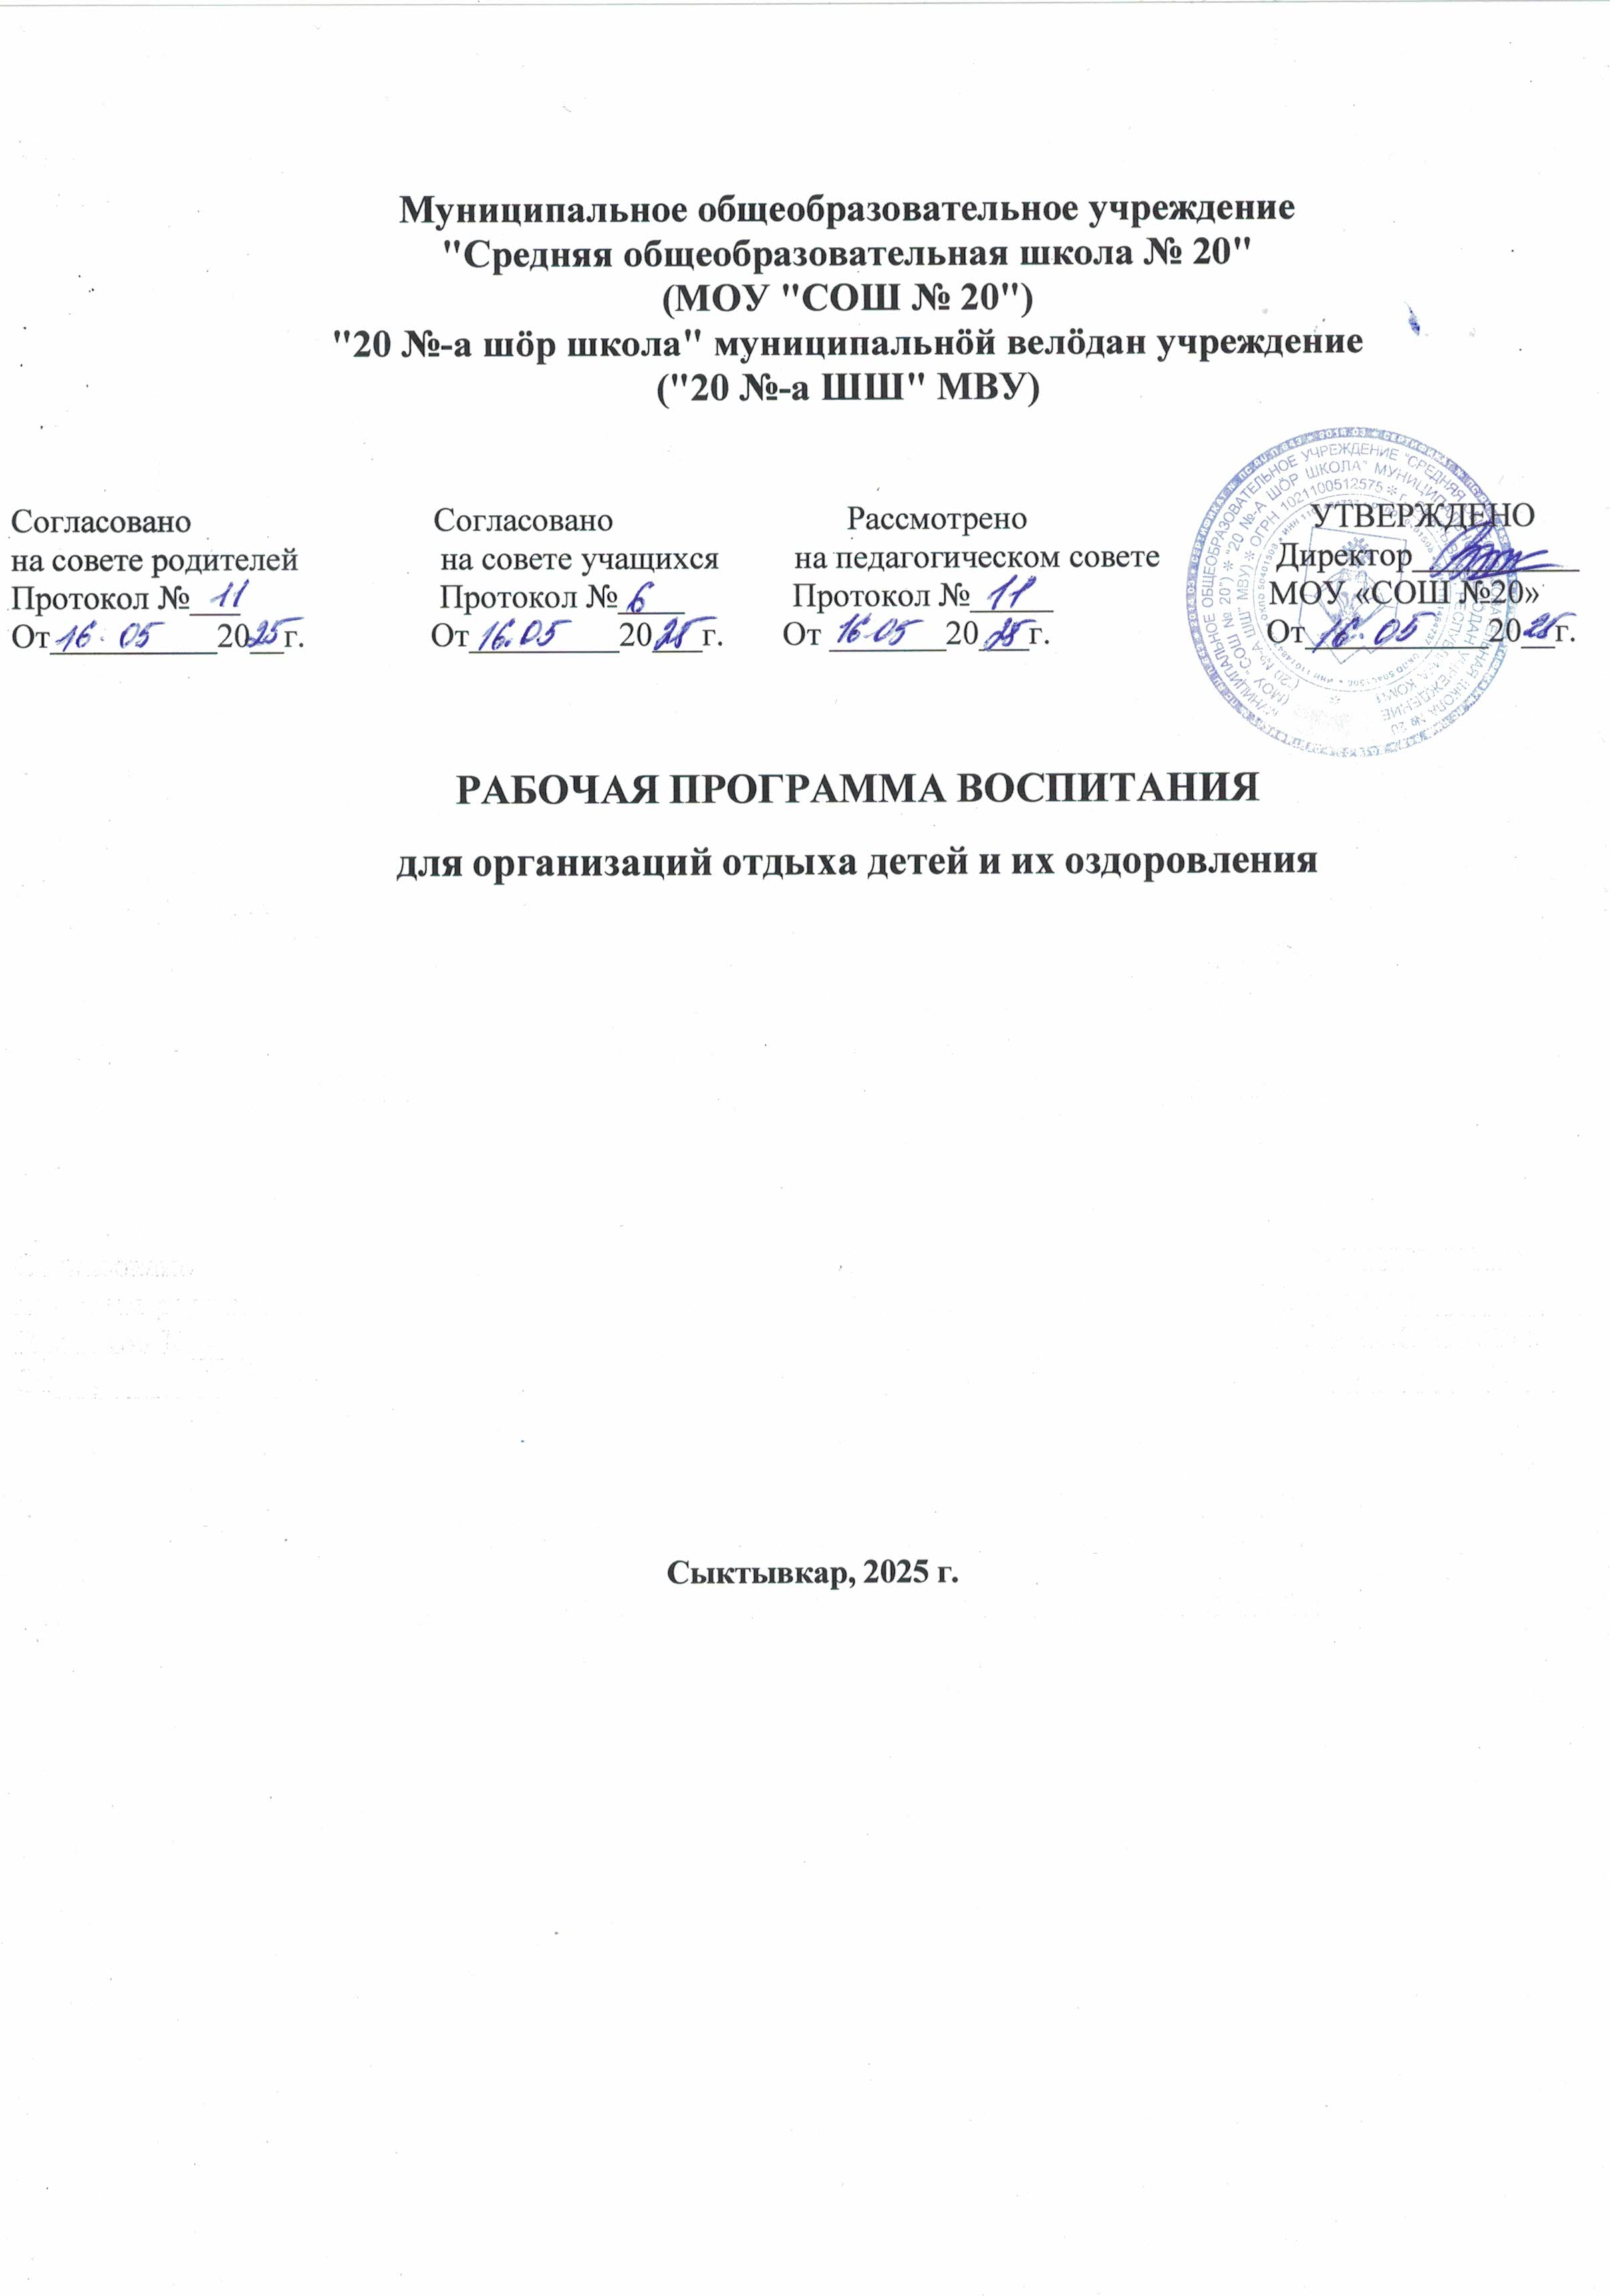 Муниципальное общеобразовательное учреждение
"Средняя общеобразовательная школа № 20"
(МОУ "СОШ № 20")
"20 №-а шӧр школа" муниципальнӧй велӧдан учреждение
("20 №-а ШШ" МВУ)
Согласовано
на совете родителей
Протокол № 11
От 16.05 2025 г.
Согласовано
на совете учащихся
Протокол № 6
От 16.05 2025 г.
Рассмотрено
на педагогическом совете
Протокол № 11
От 16.05 2025 г.
УТВЕРЖДЕНО
Директор
МОУ «СОШ №20»
От 16.05 2025 г.
ОГРН 1021100512575
РАБОЧАЯ ПРОГРАММА ВОСПИТАНИЯ
для организаций отдыха детей и их оздоровления
Сыктывкар, 2025 г.